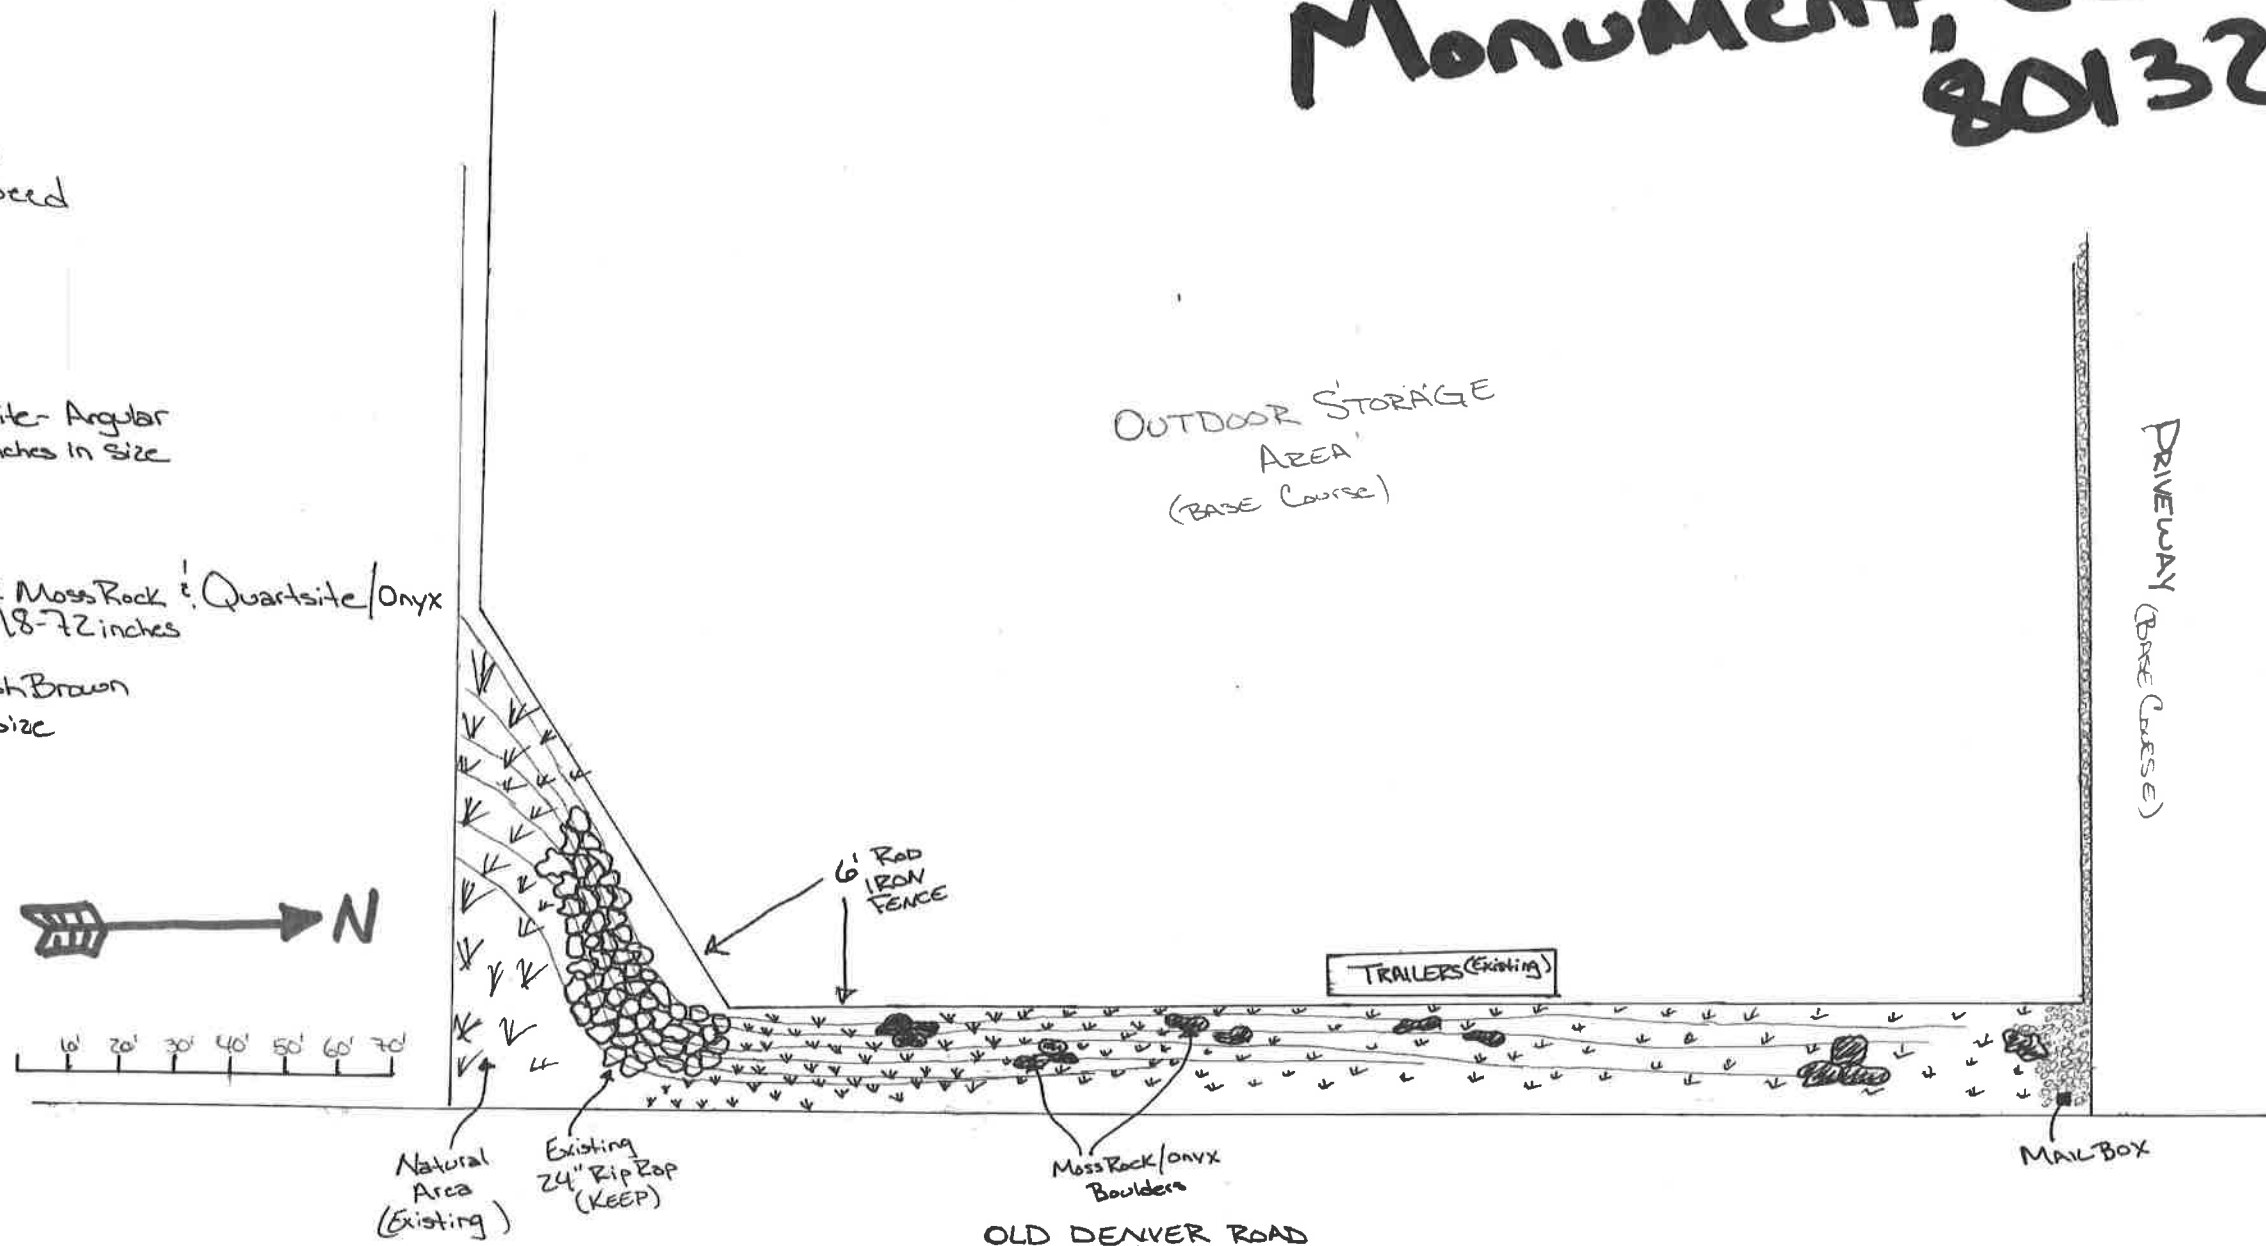 Monument,
80132
ite- Angular
nches in Size
Moss Rock & Quartsite/Onyx
18-72 inches
Brown
size
OUTDOOR STORAGE
AREA
(BASE Course)
DRIVEWAY (BASE COURSE)
6' ROD
IRON
FENCE
TRAILERS (Existing)
N
10' 20' 30' 40' 50' 60' 70'
Natural
Area
(Existing)
Existing
24" Rip Rap
(KEEP)
Moss Rock/Onyx
Boulders
MAILBOX
OLD DENVER ROAD